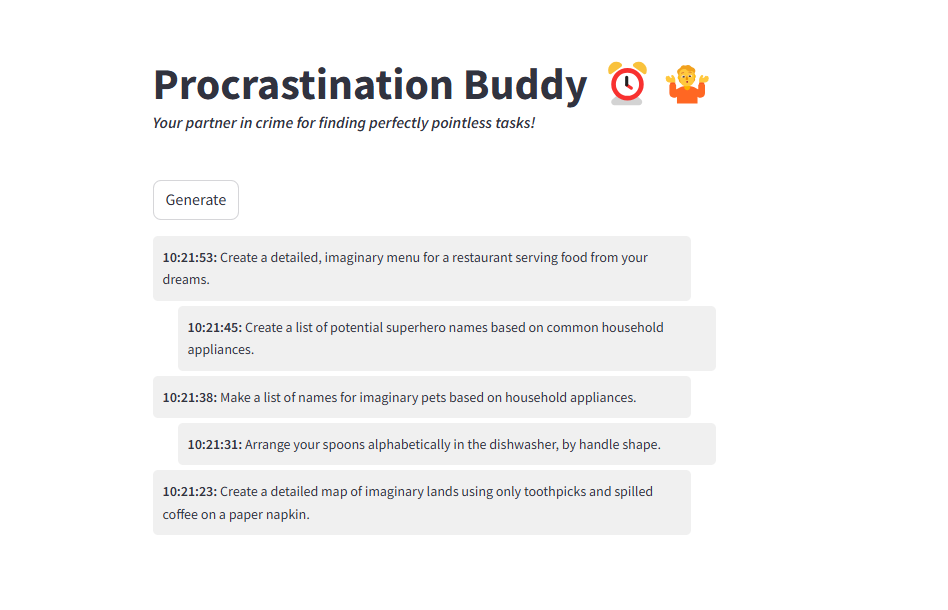 Procrastination Buddy ⏰ 🤷
Your partner in crime for finding perfectly pointless tasks!
Generate
10:21:53: Create a detailed, imaginary menu for a restaurant serving food from your
dreams.
10:21:45: Create a list of potential superhero names based on common household
appliances.
10:21:38: Make a list of names for imaginary pets based on household appliances.
10:21:31: Arrange your spoons alphabetically in the dishwasher, by handle shape.
10:21:23: Create a detailed map of imaginary lands using only toothpicks and spilled
coffee on a paper napkin.